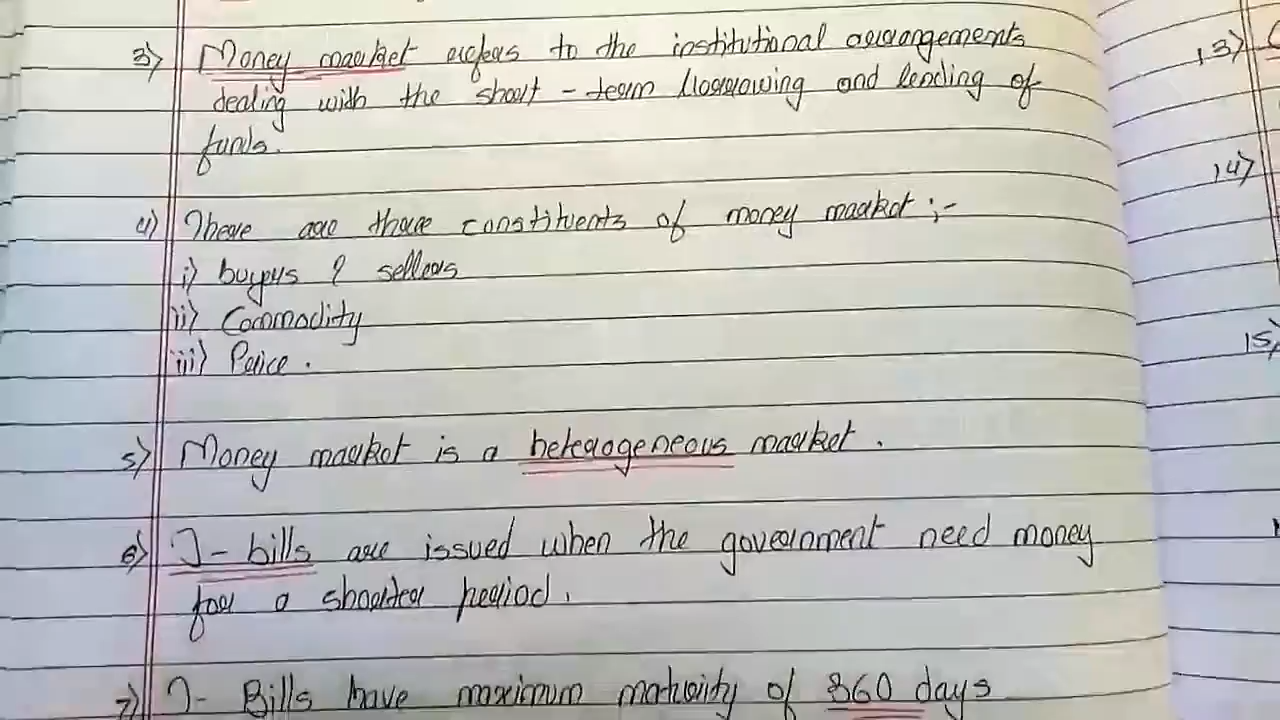 3) Money market refers to the institutional arrangements
dealing with the short - term borrowing and lending of
funds.
4) There are three constituents of money market :-
i) buyers & sellers
ii) Commodity
iii) Price.
5) Money market is a heterogeneous market.
6) T- bills are issued when the government need money
for a shorter period.
7) T- Bills have maximum maturity of 360 days
13)
14)
15)